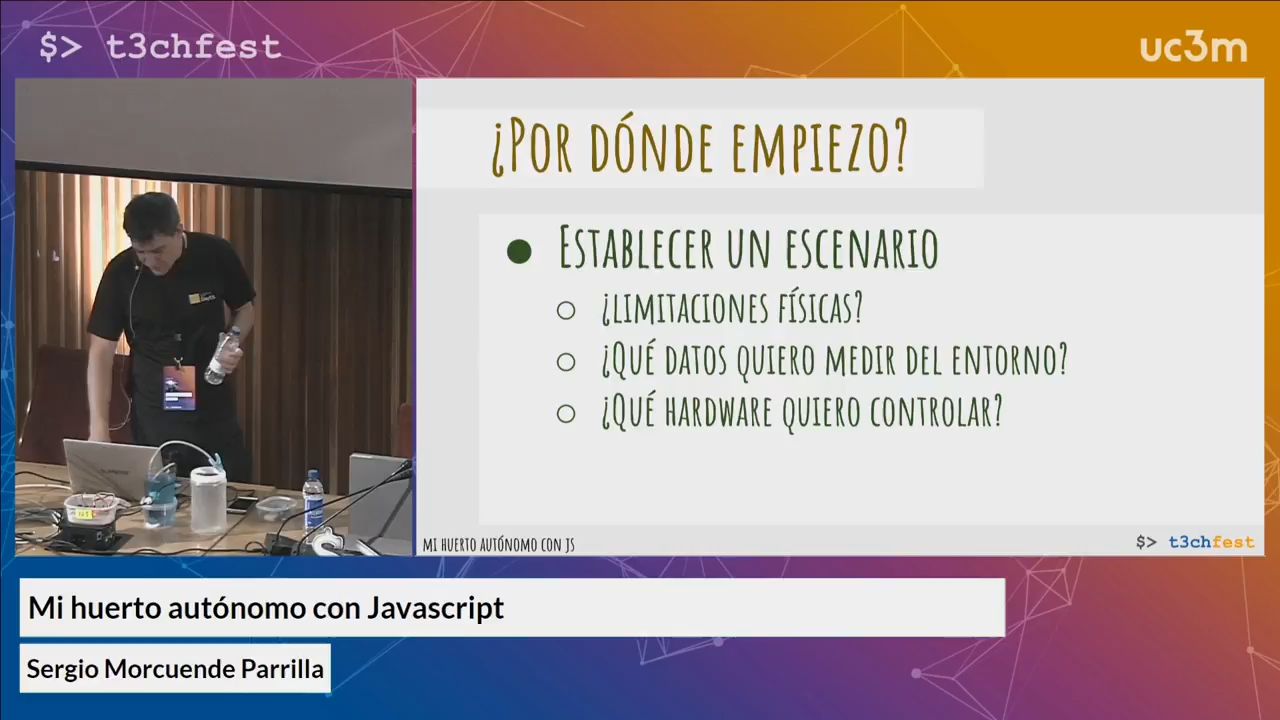 $> t3chfest
uc3m
¿POR DÓNDE EMPIEZO?
● ESTABLECER UN ESCENARIO
○ ¿LIMITACIONES FÍSICAS?
○ ¿QUÉ DATOS QUIERO MEDIR DEL ENTORNO?
○ ¿QUÉ HARDWARE QUIERO CONTROLAR?
MI HUERTO AUTÓNOMO CON JS
$> t3chfest
Mi huerto autónomo con Javascript
Sergio Morcuende Parrilla